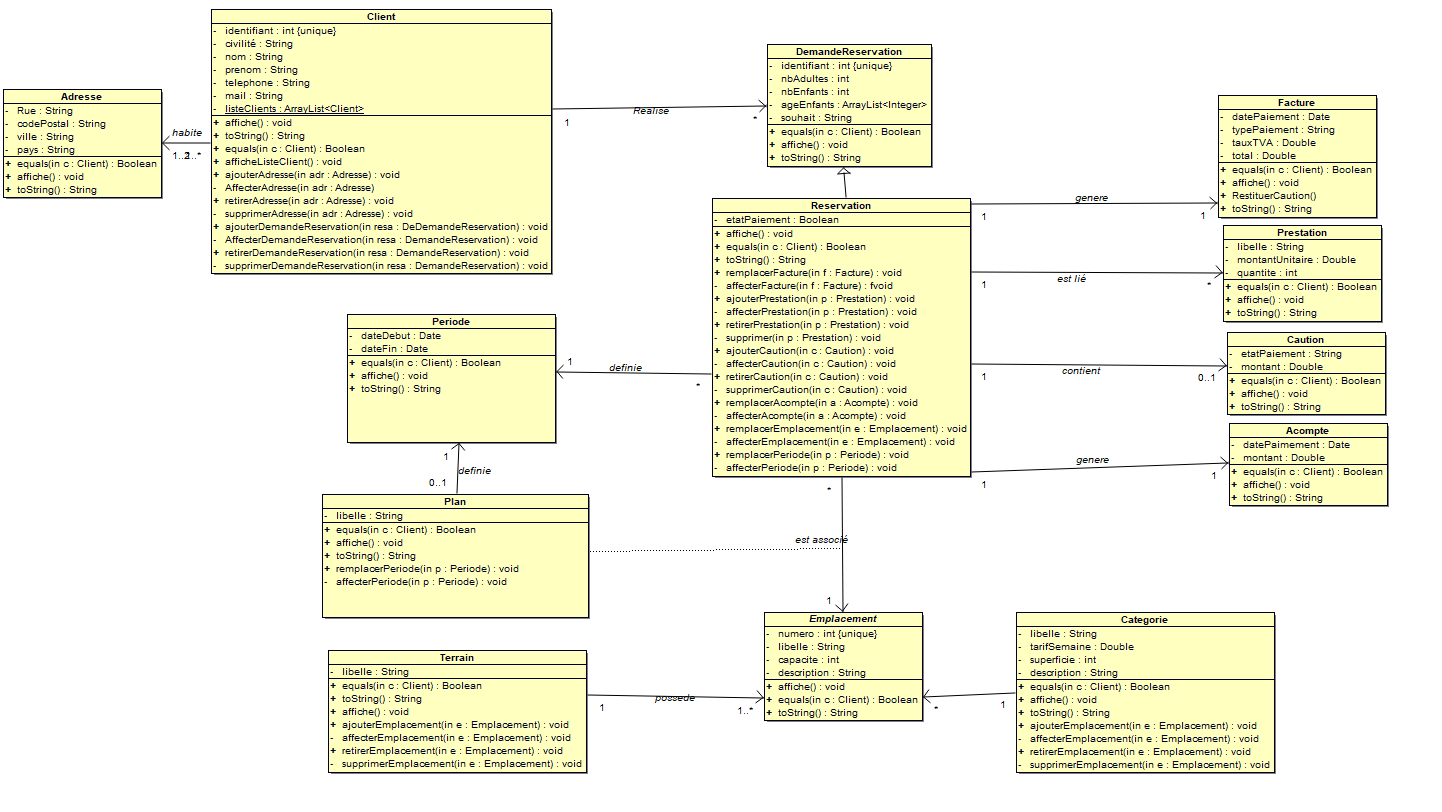 Client
- identifiant : int {unique}
- civilité : String
- nom : String
- prenom : String
- telephone : String
- mail : String
- listeClients : ArrayList<Client>
+ affiche() : void
+ toString() : String
+ equals(in c : Client) : Boolean
+ afficheListeClient() : void
+ ajouterAdresse(in adr : Adresse) : void
- AffecterAdresse(in adr : Adresse)
+ retirerAdresse(in adr : Adresse) : void
- supprimerAdresse(in adr : Adresse) : void
+ ajouterDemandeReservation(in resa : DeDemandeReservation) : void
- AffecterDemandeReservation(in resa : DemandeReservation) : void
+ retirerDemandeReservation(in resa : DemandeReservation) : void
- supprimerDemandeReservation(in resa : DemandeReservation) : void
Adresse
- Rue : String
- codePostal : String
- ville : String
- pays : String
+ equals(in c : Client) : Boolean
+ affiche() : void
+ toString() : String
habite
Realise
1
*
DemandeReservation
- identifiant : int {unique}
- nbAdultes : int
- nbEnfants : int
- ageEnfants : ArrayList<Integer>
- souhait : String
+ equals(in c : Client) : Boolean
+ affiche() : void
+ toString() : String
Reservation
- etatPaiement : Boolean
+ affiche() : void
+ equals(in c : Client) : Boolean
+ toString() : String
+ remplacerFacture(in f : Facture) : void
- affecterFacture(in f : Facture) : fvoid
+ ajouterPrestation(in p : Prestation) : void
- affecterPrestation(in p : Prestation) : void
+ retirerPrestation(in p : Prestation) : void
- supprimer(in p : Prestation) : void
+ ajouterCaution(in c : Caution) : void
- affecterCaution(in c : Caution) : void
+ retirerCaution(in c : Caution) : void
- supprimerCaution(in c : Caution) : void
+ remplacerAcompte(in a : Acompte) : void
- affecterAcompte(in a : Acompte) : void
+ remplacerEmplacement(in e : Emplacement) : void
- affecterEmplacement(in e : Emplacement) : void
+ remplacerPeriode(in p : Periode) : void
- affecterPeriode(in p : Periode) : void
genere
1
1
Facture
- datePaiement : Date
- typePaiement : String
- tauxTVA : Double
- total : Double
+ equals(in c : Client) : Boolean
+ affiche() : void
+ RestituerCaution()
+ toString() : String
est lié
1
*
Prestation
- libelle : String
- montantUnitaire : Double
- quantite : int
+ equals(in c : Client) : Boolean
+ affiche() : void
+ toString() : String
contient
1
0..1
Caution
- etatPaiement : String
- montant : Double
+ equals(in c : Client) : Boolean
+ affiche() : void
+ toString() : String
genere
1
1
Acompte
- datePaimement : Date
- montant : Double
+ equals(in c : Client) : Boolean
+ affiche() : void
+ toString() : String
Periode
- dateDebut : Date
- dateFin : Date
+ equals(in c : Client) : Boolean
+ affiche() : void
+ toString() : String
1
definie
*
1
definie
0..1
Plan
- libelle : String
+ equals(in c : Client) : Boolean
+ affiche() : void
+ toString() : String
+ remplacerPeriode(in p : Periode) : void
- affecterPeriode(in p : Periode) : void
*
est associé
1
Emplacement
- numero : int {unique}
- libelle : String
- capacite : int
- description : String
+ affiche() : void
+ equals(in c : Client) : Boolean
+ toString() : String
Terrain
- libelle : String
+ equals(in c : Client) : Boolean
+ toString() : String
+ affiche() : void
+ ajouterEmplacement(in e : Emplacement) : void
- affecterEmplacement(in e : Emplacement) : void
+ retirerEmplacement(in e : Emplacement) : void
- supprimerEmplacement(in e : Emplacement) : void
possede
1
1..*
Categorie
- libelle : String
- tarifSemaine : Double
- superficie : int
- description : String
+ equals(in c : Client) : Boolean
+ affiche() : void
+ toString() : String
+ ajouterEmplacement(in e : Emplacement) : void
- affecterEmplacement(in e : Emplacement) : void
+ retirerEmplacement(in e : Emplacement) : void
- supprimerEmplacement(in e : Emplacement) : void
1
*